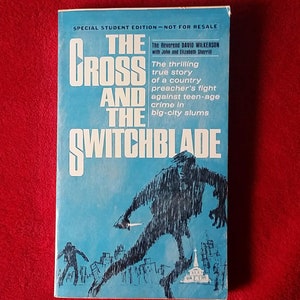 SPECIAL STUDENT EDITION—NOT FOR RESALE
THE
CROSS
AND
THE
SWITCHBLADE
The Reverend DAVID WILKERSON
with John and Elizabeth Sherrill
The thrilling
true story
of a country
preacher's fight
against teen-age
crime in
big-city slums